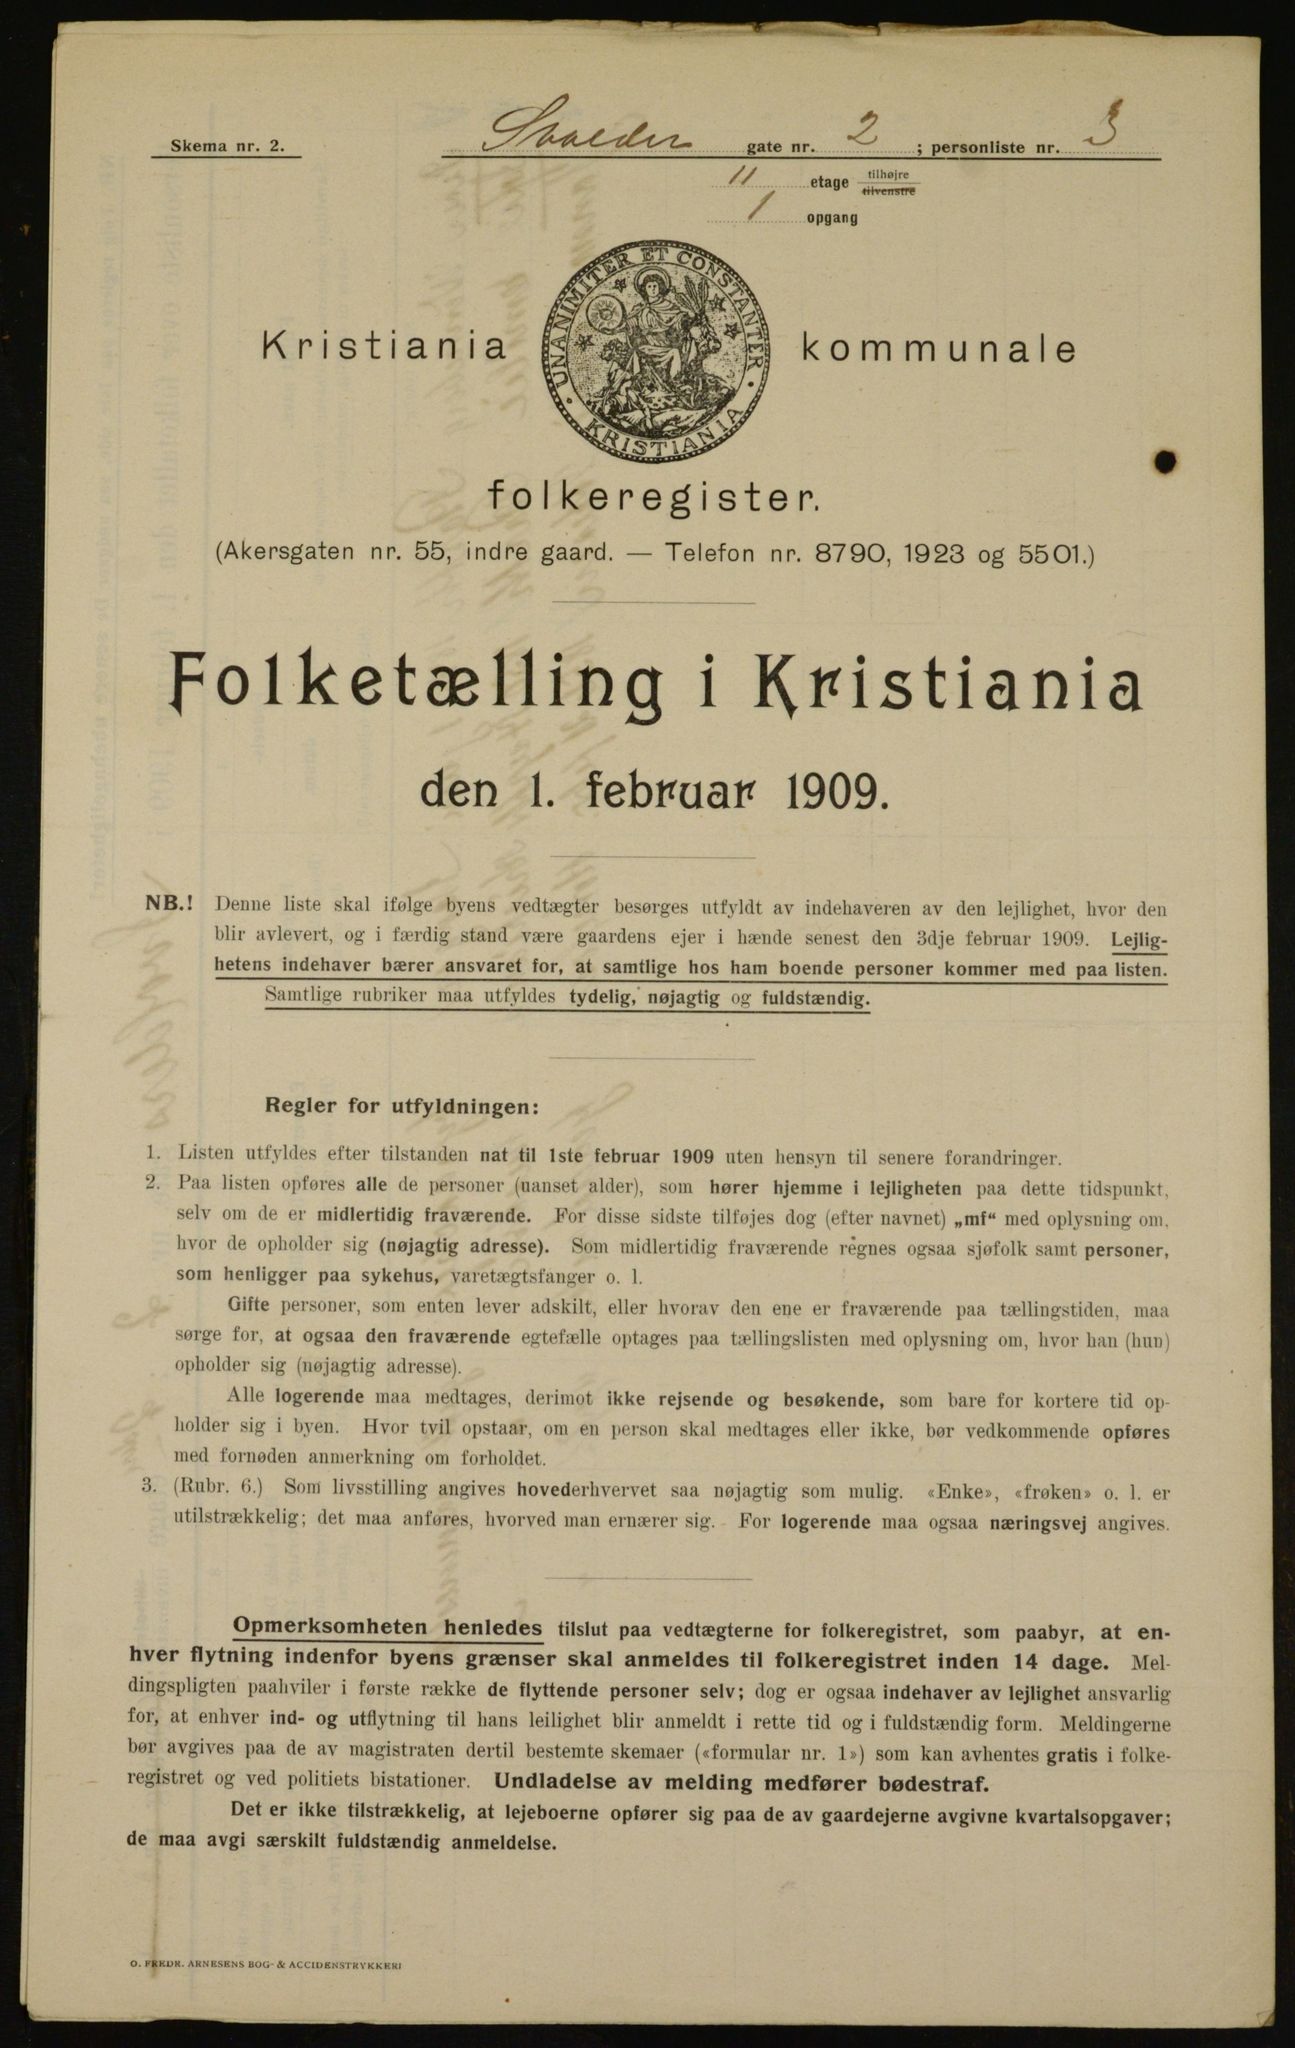 Skema nr. 2.
Svolder gate nr. 2 ; personliste nr. 3
II etage tilhøjre
tilvenstre
1 opgang
UNANIMITER ET CONSTANTER
KRISTIANIA
Kristiania kommunale
folkeregister.
(Akersgaten nr. 55, indre gaard. — Telefon nr. 8790, 1923 og 5501.)
Folketælling i Kristiania
den 1. februar 1909.
NB.! Denne liste skal ifølge byens vedtægter besørges utfyldt av indehaveren av den lejlighet, hvor den
blir avlevert, og i færdig stand være gaardens ejer i hænde senest den 3dje februar 1909. Lejlig-
hetens indehaver bærer ansvaret for, at samtlige hos ham boende personer kommer med paa listen.
Samtlige rubriker maa utfyldes tydelig, nøjagtig og fuldstændig.
Regler for utfyldningen:
1. Listen utfyldes efter tilstanden nat til 1ste februar 1909 uten hensyn til senere forandringer.
2. Paa listen opføres alle de personer (uanset alder), som hører hjemme i lejligheten paa dette tidspunkt,
selv om de er midlertidig fraværende. For disse sidste tilføjes dog (efter navnet) „mf“ med oplysning om,
hvor de opholder sig (nøjagtig adresse). Som midlertidig fraværende regnes ogsaa sjøfolk samt personer,
som henligger paa sykehus, varetægtsfanger o. l.
Gifte personer, som enten lever adskilt, eller hvorav den ene er fraværende paa tællingstiden, maa
sørge for, at ogsaa den fraværende egtefælle optages paa tællingslisten med oplysning om, hvor han (hun)
opholder sig (nøjagtig adresse).
Alle logerende maa medtages, derimot ikke rejsende og besøkende, som bare for kortere tid op-
holder sig i byen. Hvor tvil opstaar, om en person skal medtages eller ikke, bør vedkommende opføres
med fornøden anmerkning om forholdet.
3. (Rubr. 6.) Som livsstilling angives hovederhvervet saa nøjagtig som mulig. «Enke», «frøken» o. l. er
utilstrækkelig; det maa anføres, hvorved man ernærer sig. For logerende maa ogsaa næringsvej angives.
Opmerksomheten henledes tilslut paa vedtægterne for folkeregistret, som paabyr, at en-
hver flytning indenfor byens grænser skal anmeldes til folkeregistret inden 14 dage. Mel-
dingspligten paahviler i første række de flyttende personer selv; dog er ogsaa indehaver av lejlighet ansvarlig
for, at enhver ind- og utflytning til hans leilighet blir anmeldt i rette tid og i fuldstændig form. Meldingerne
bør avgives paa de av magistraten dertil bestemte skemaer («formular nr. 1») som kan avhentes gratis i folke-
registret og ved politiets bistationer. Undladelse av melding medfører bødestraf.
Det er ikke tilstrækkelig, at lejeboerne opfører sig paa de av gaardejerne avgivne kvartalsopgaver;
de maa avgi særskilt fuldstændig anmeldelse.
O. FREDR. ARNESENS BOG- & ACCIDENSTRYKKERI